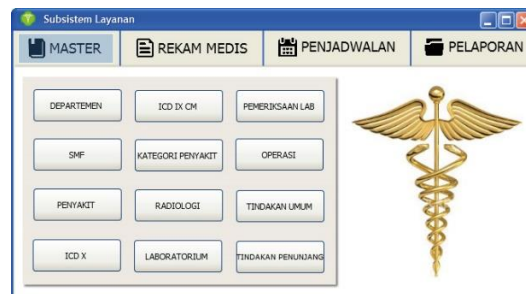 Subsistem Layanan
MASTER REKAM MEDIS PENJADWALAN PELAPORAN
DEPARTEMEN ICD IX CM PEMERIKSAAN LAB
SMF KATEGORI PENYAKIT OPERASI
PENYAKIT RADIOLOGI TINDAKAN UMUM
ICD X LABORATORIUM TINDAKAN PENUNJANG